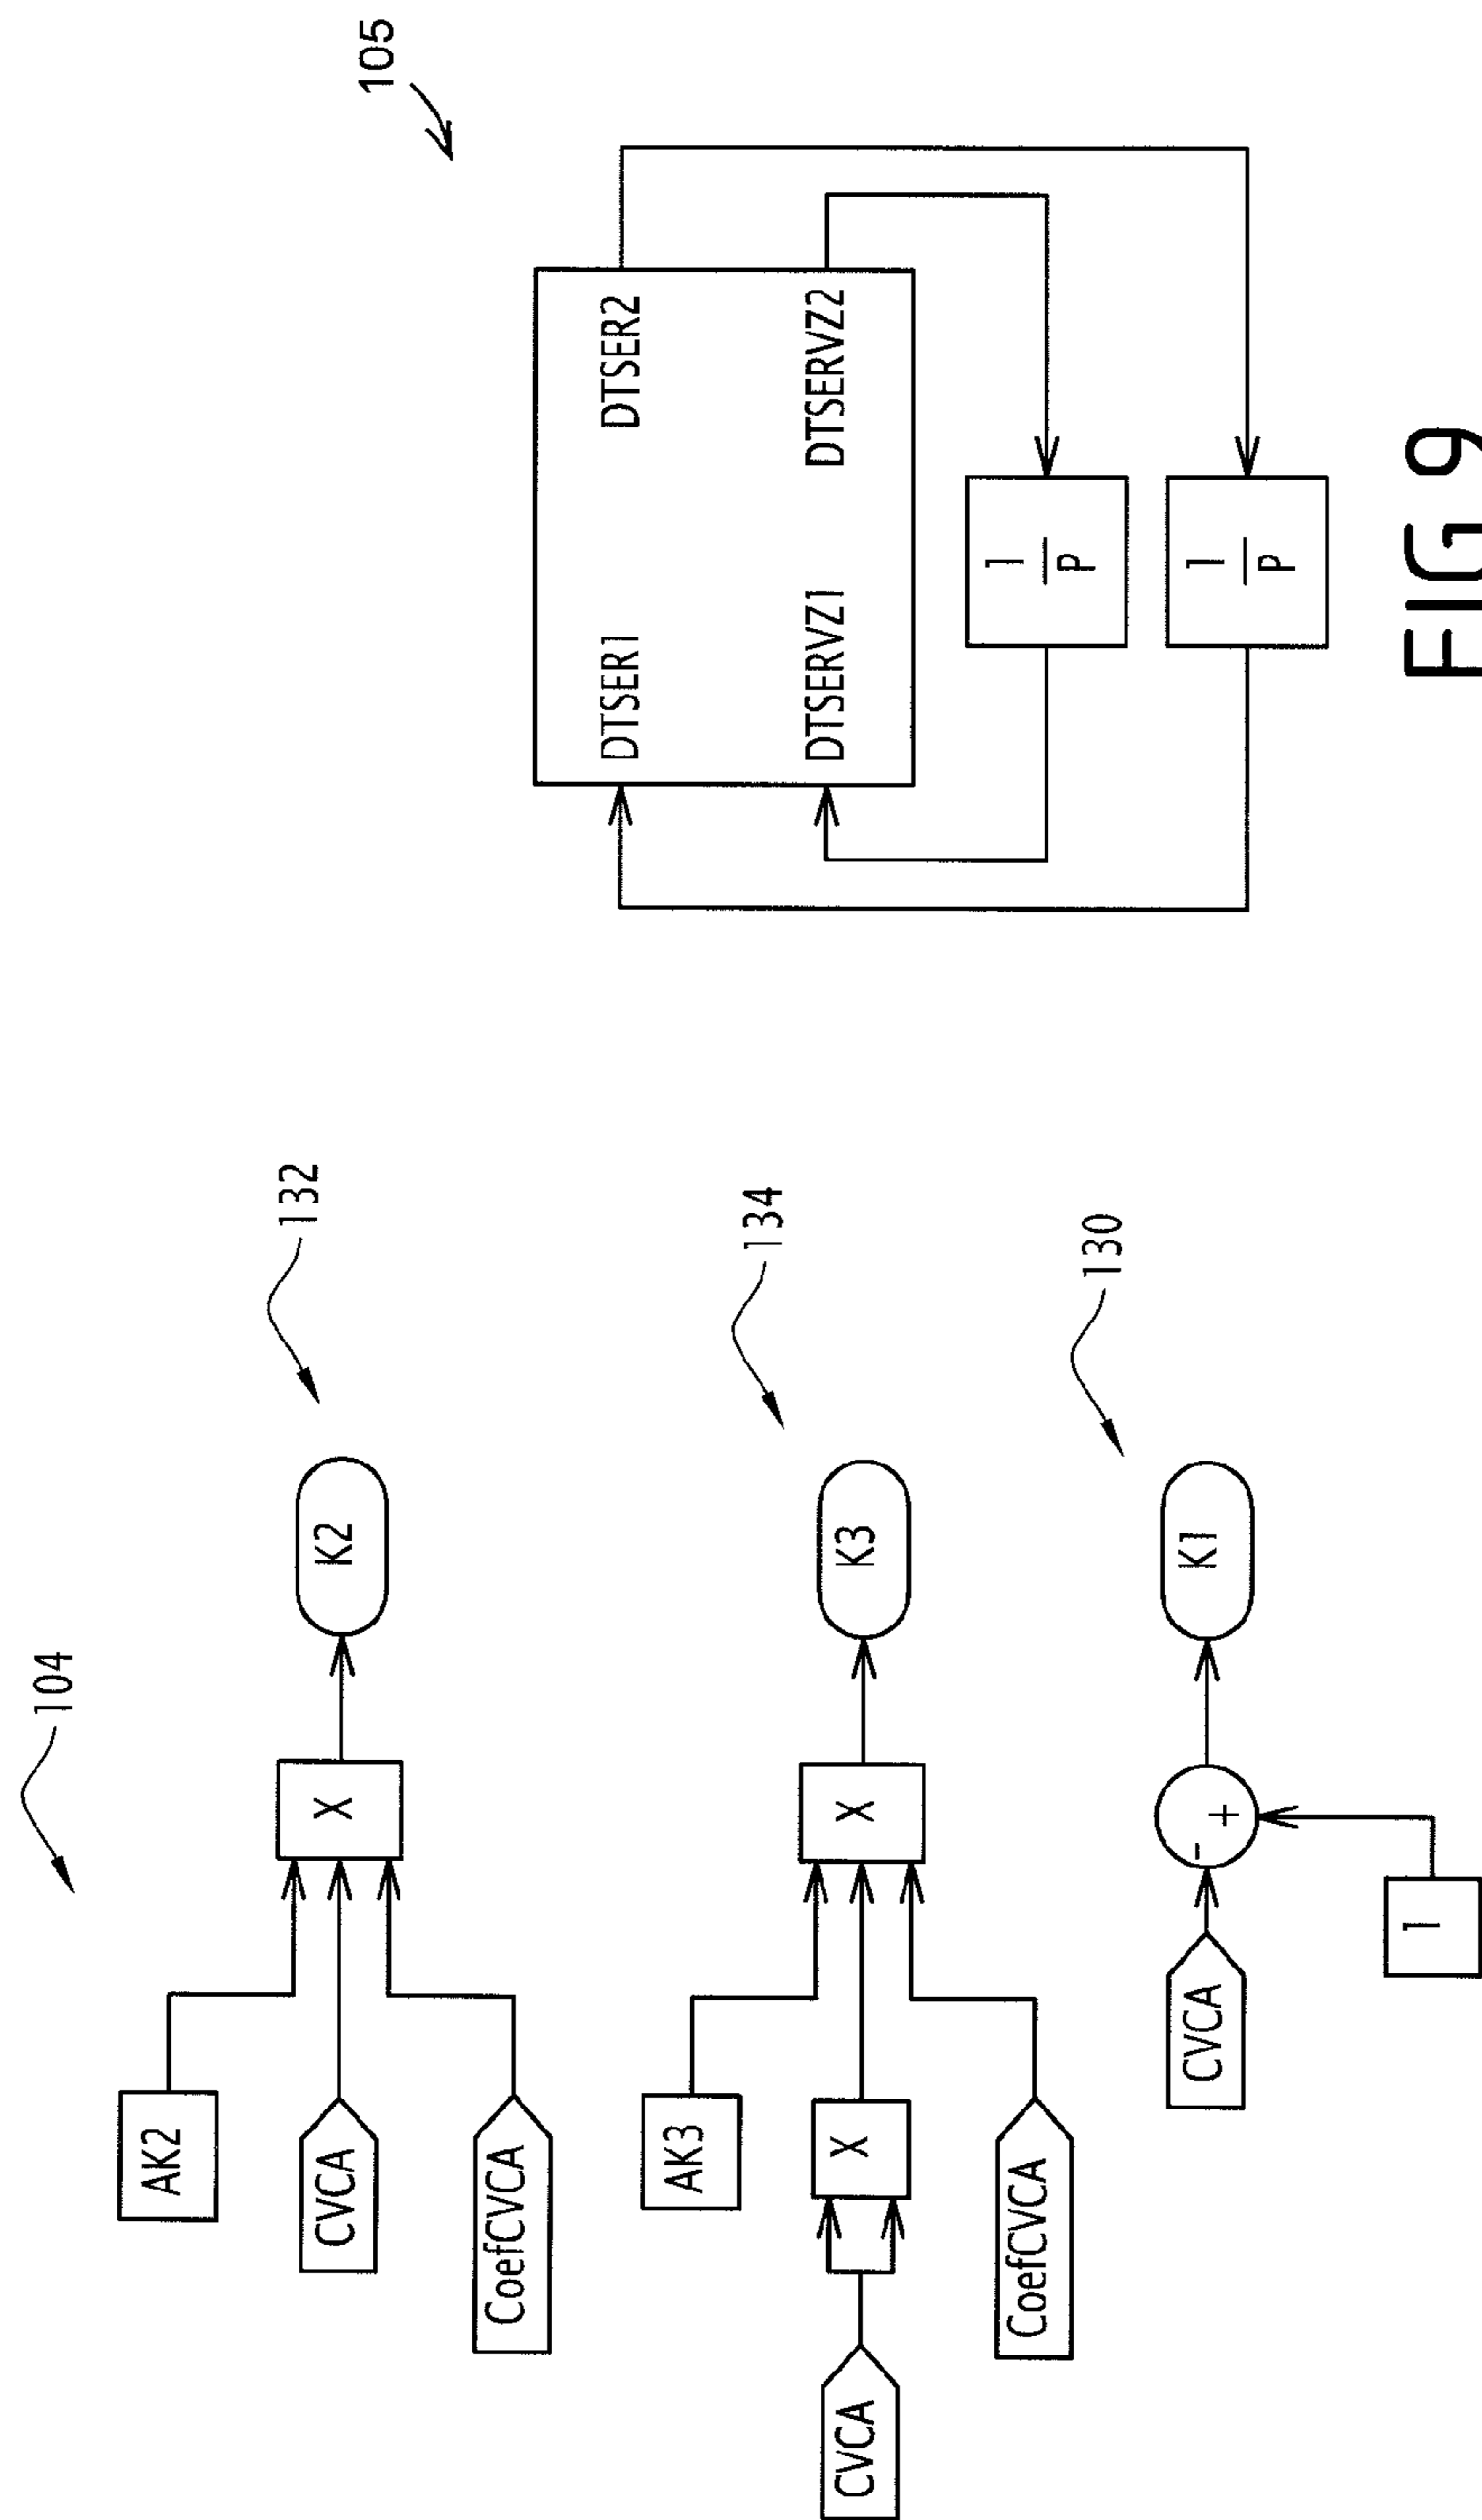 104
AK2
CVCA
CoefCVCA
X
K2
132
AK3
CVCA
X
CoefCVCA
X
K3
134
CVCA
1
- +
K1
130
105
DTSER1 DTSER2
DTSERVZ1 DTSERVZ2
1
P
1
P
FIG 9